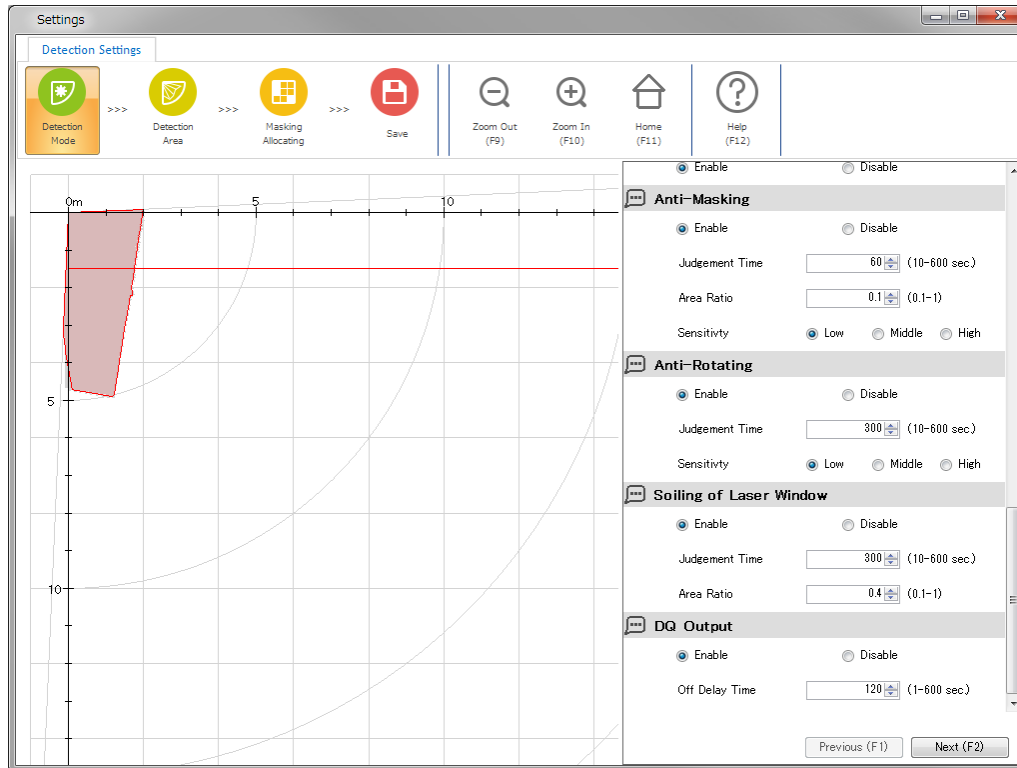 Settings
Detection Settings
Detection Mode >>> Detection Area >>> Masking Allocating >>> Save Zoom Out (F9) Zoom In (F10) Home (F11) Help (F12)
0m 5 10
5
10
Enable Disable
Anti-Masking
Enable Disable
Judgement Time 60 (10-600 sec.)
Area Ratio 0.1 (0.1-1)
Sensitivty Low Middle High
Anti-Rotating
Enable Disable
Judgement Time 300 (10-600 sec.)
Sensitivty Low Middle High
Soiling of Laser Window
Enable Disable
Judgement Time 300 (10-600 sec.)
Area Ratio 0.4 (0.1-1)
DQ Output
Enable Disable
Off Delay Time 120 (1-600 sec.)
Previous (F1) Next (F2)